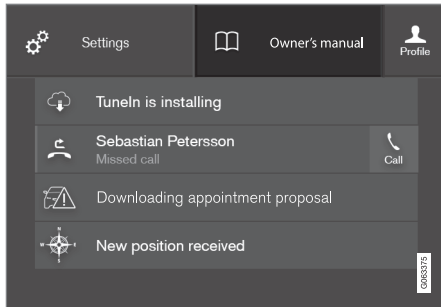 Settings
Owner's manual
Profile
TuneIn is installing
Sebastian Petersson
Missed call
Call
Downloading appointment proposal
New position received
G063375